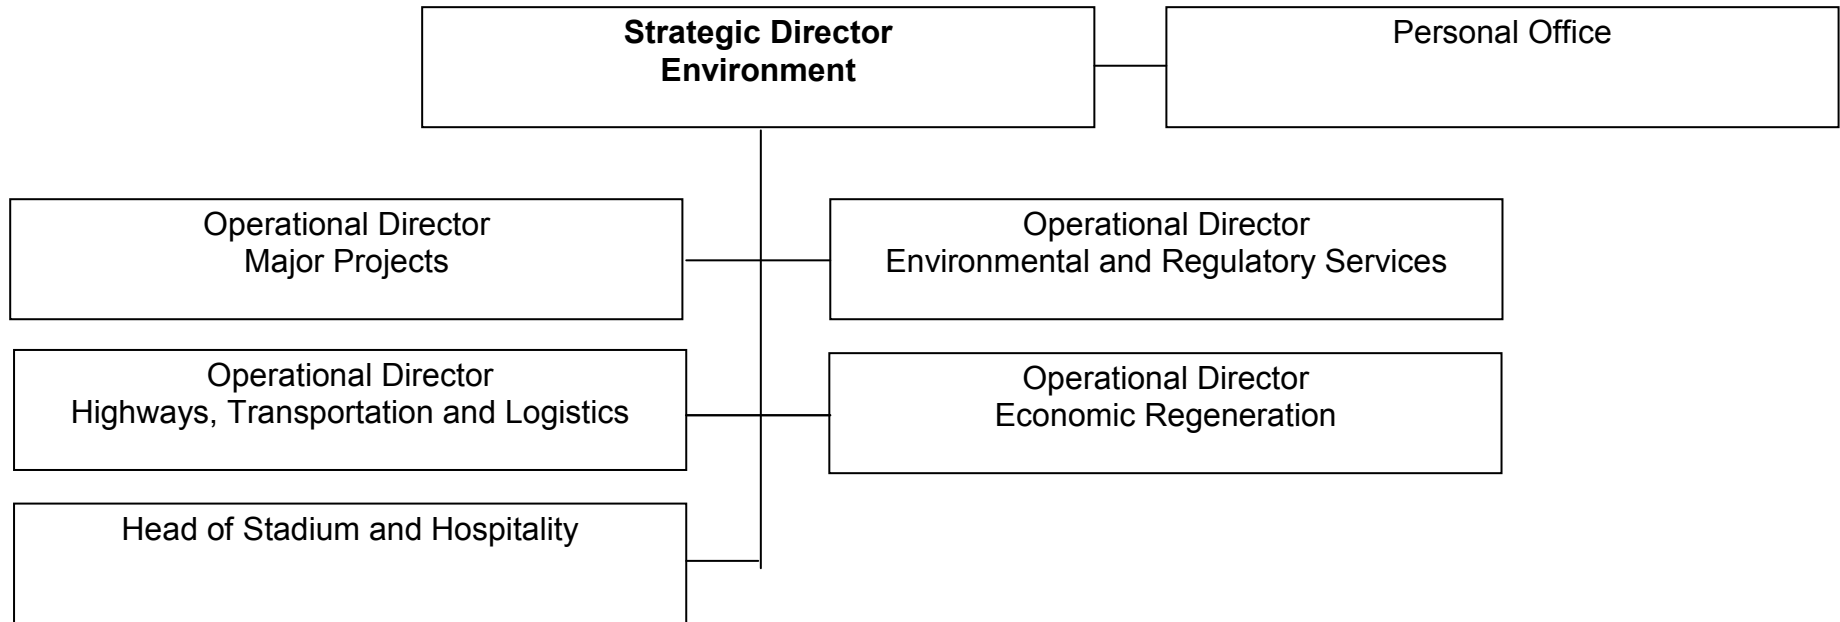 Strategic Director
Environment
Personal Office
Operational Director
Major Projects
Operational Director
Environmental and Regulatory Services
Operational Director
Highways, Transportation and Logistics
Operational Director
Economic Regeneration
Head of Stadium and Hospitality